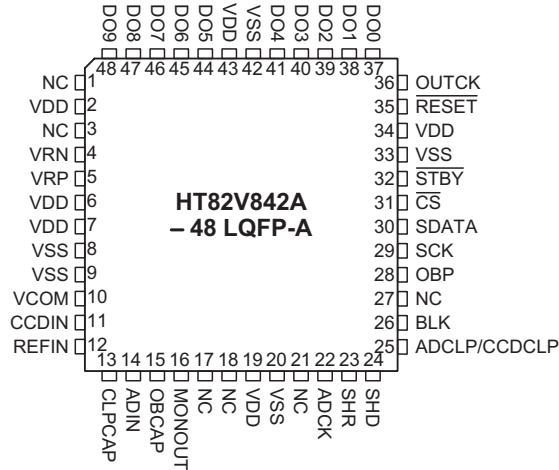 DO9 DO8 DO7 DO6 DO5 VDD VSS DO4 DO3 DO2 DO1 DO0
48 47 46 45 44 43 42 41 40 39 38 37
NC 1 36 OUTCK
VDD 2 35 RESET
NC 3 34 VDD
VRN 4 33 VSS
VRP 5 32 STBY
VDD 6 31 CS
VDD 7 30 SDATA
VSS 8 29 SCK
VSS 9 28 OBP
VCOM 10 27 NC
CCDIN 11 26 BLK
REFIN 12 25 ADCLP/CCDCLP
HT82V842A
– 48 LQFP-A
13 14 15 16 17 18 19 20 21 22 23 24
CLPCAP ADIN OBCAP MONOUT NC NC VDD VSS NC ADCK SHR SHD